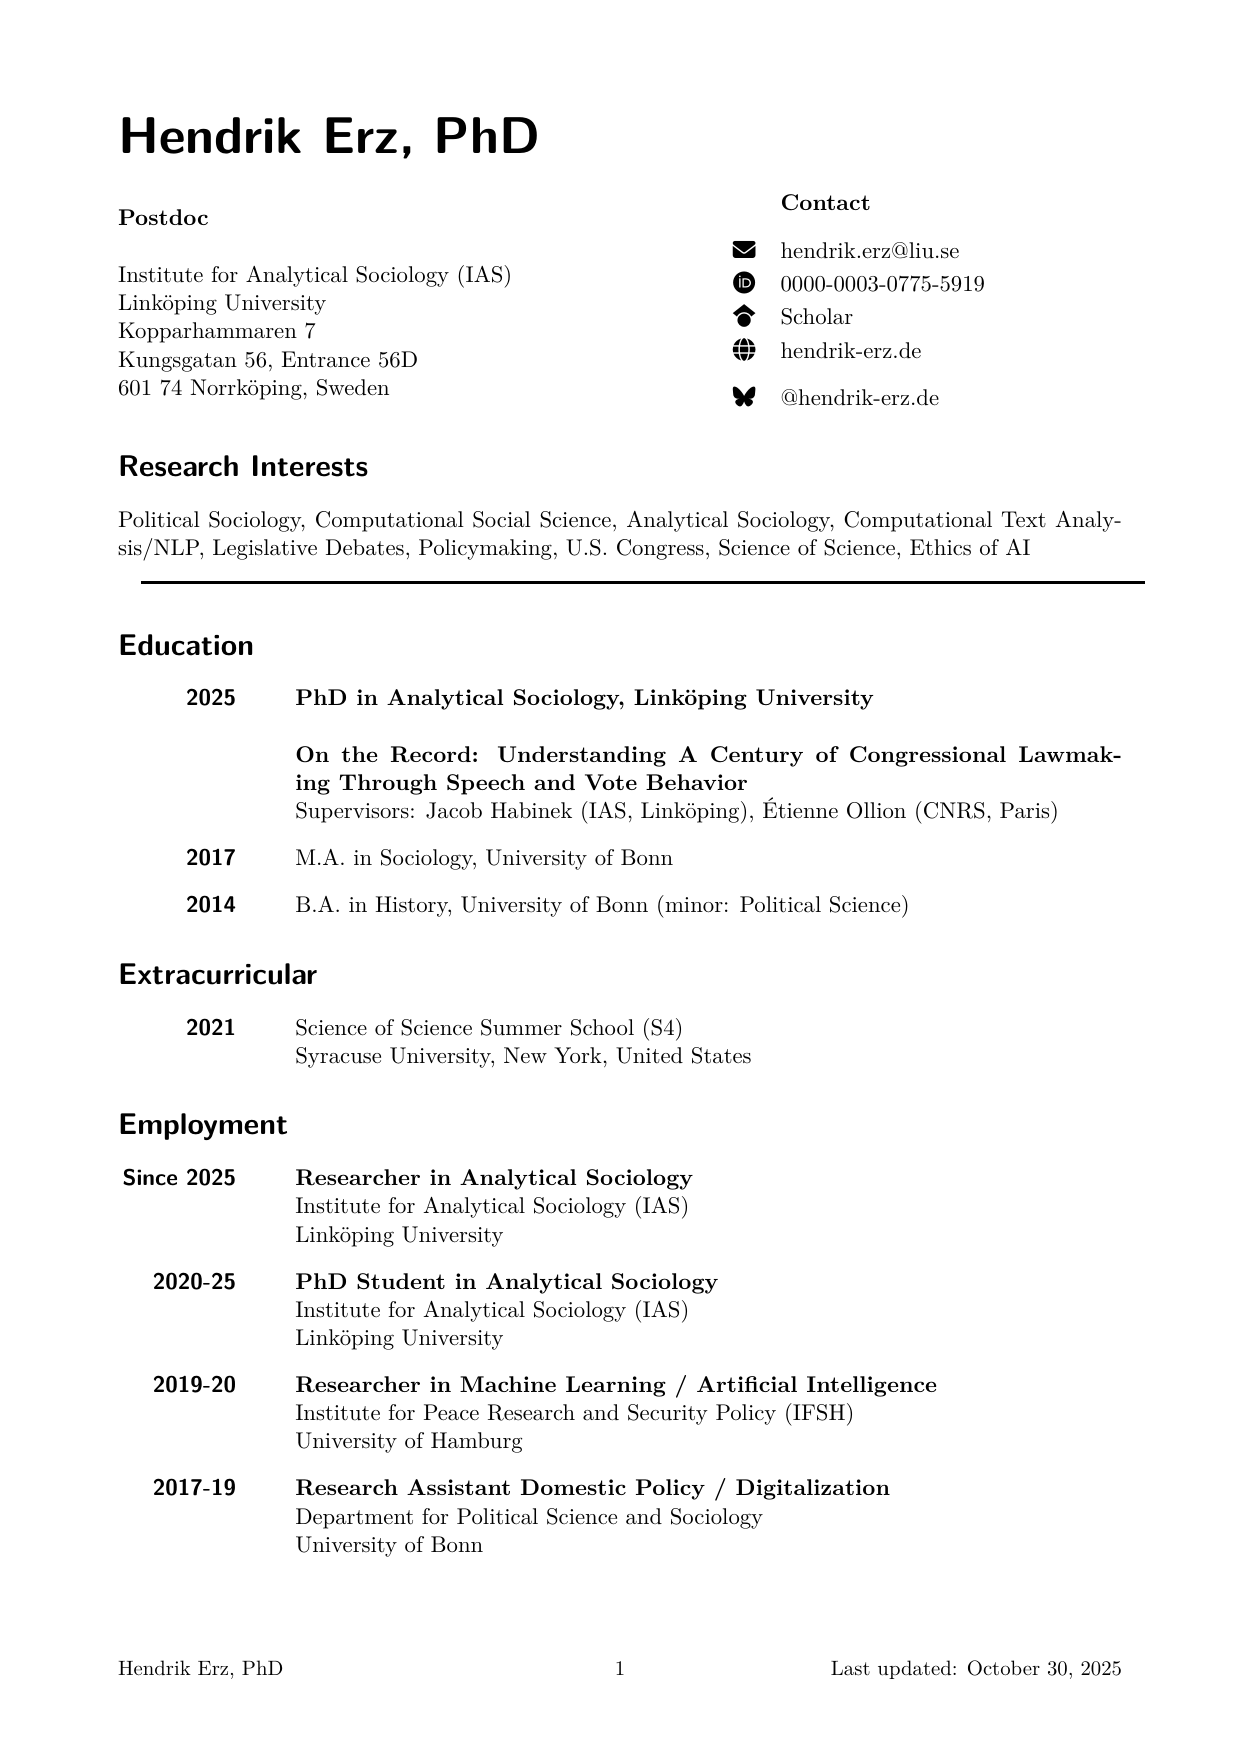 Hendrik Erz, PhD
Postdoc
Institute for Analytical Sociology (IAS)
Linköping University
Kopparhammaren 7
Kungsgatan 56, Entrance 56D
601 74 Norrköping, Sweden
Contact
hendrik.erz@liu.se
0000-0003-0775-5919
Scholar
hendrik-erz.de
@hendrik-erz.de
Research Interests
Political Sociology, Computational Social Science, Analytical Sociology, Computational Text Analy-
sis/NLP, Legislative Debates, Policymaking, U.S. Congress, Science of Science, Ethics of AI
Education
2025 PhD in Analytical Sociology, Linköping University
On the Record: Understanding A Century of Congressional Lawmak-
ing Through Speech and Vote Behavior
Supervisors: Jacob Habinek (IAS, Linköping), Étienne Ollion (CNRS, Paris)
2017 M.A. in Sociology, University of Bonn
2014 B.A. in History, University of Bonn (minor: Political Science)
Extracurricular
2021 Science of Science Summer School (S4)
Syracuse University, New York, United States
Employment
Since 2025 Researcher in Analytical Sociology
Institute for Analytical Sociology (IAS)
Linköping University
2020-25 PhD Student in Analytical Sociology
Institute for Analytical Sociology (IAS)
Linköping University
2019-20 Researcher in Machine Learning / Artificial Intelligence
Institute for Peace Research and Security Policy (IFSH)
University of Hamburg
2017-19 Research Assistant Domestic Policy / Digitalization
Department for Political Science and Sociology
University of Bonn
Hendrik Erz, PhD 1 Last updated: October 30, 2025